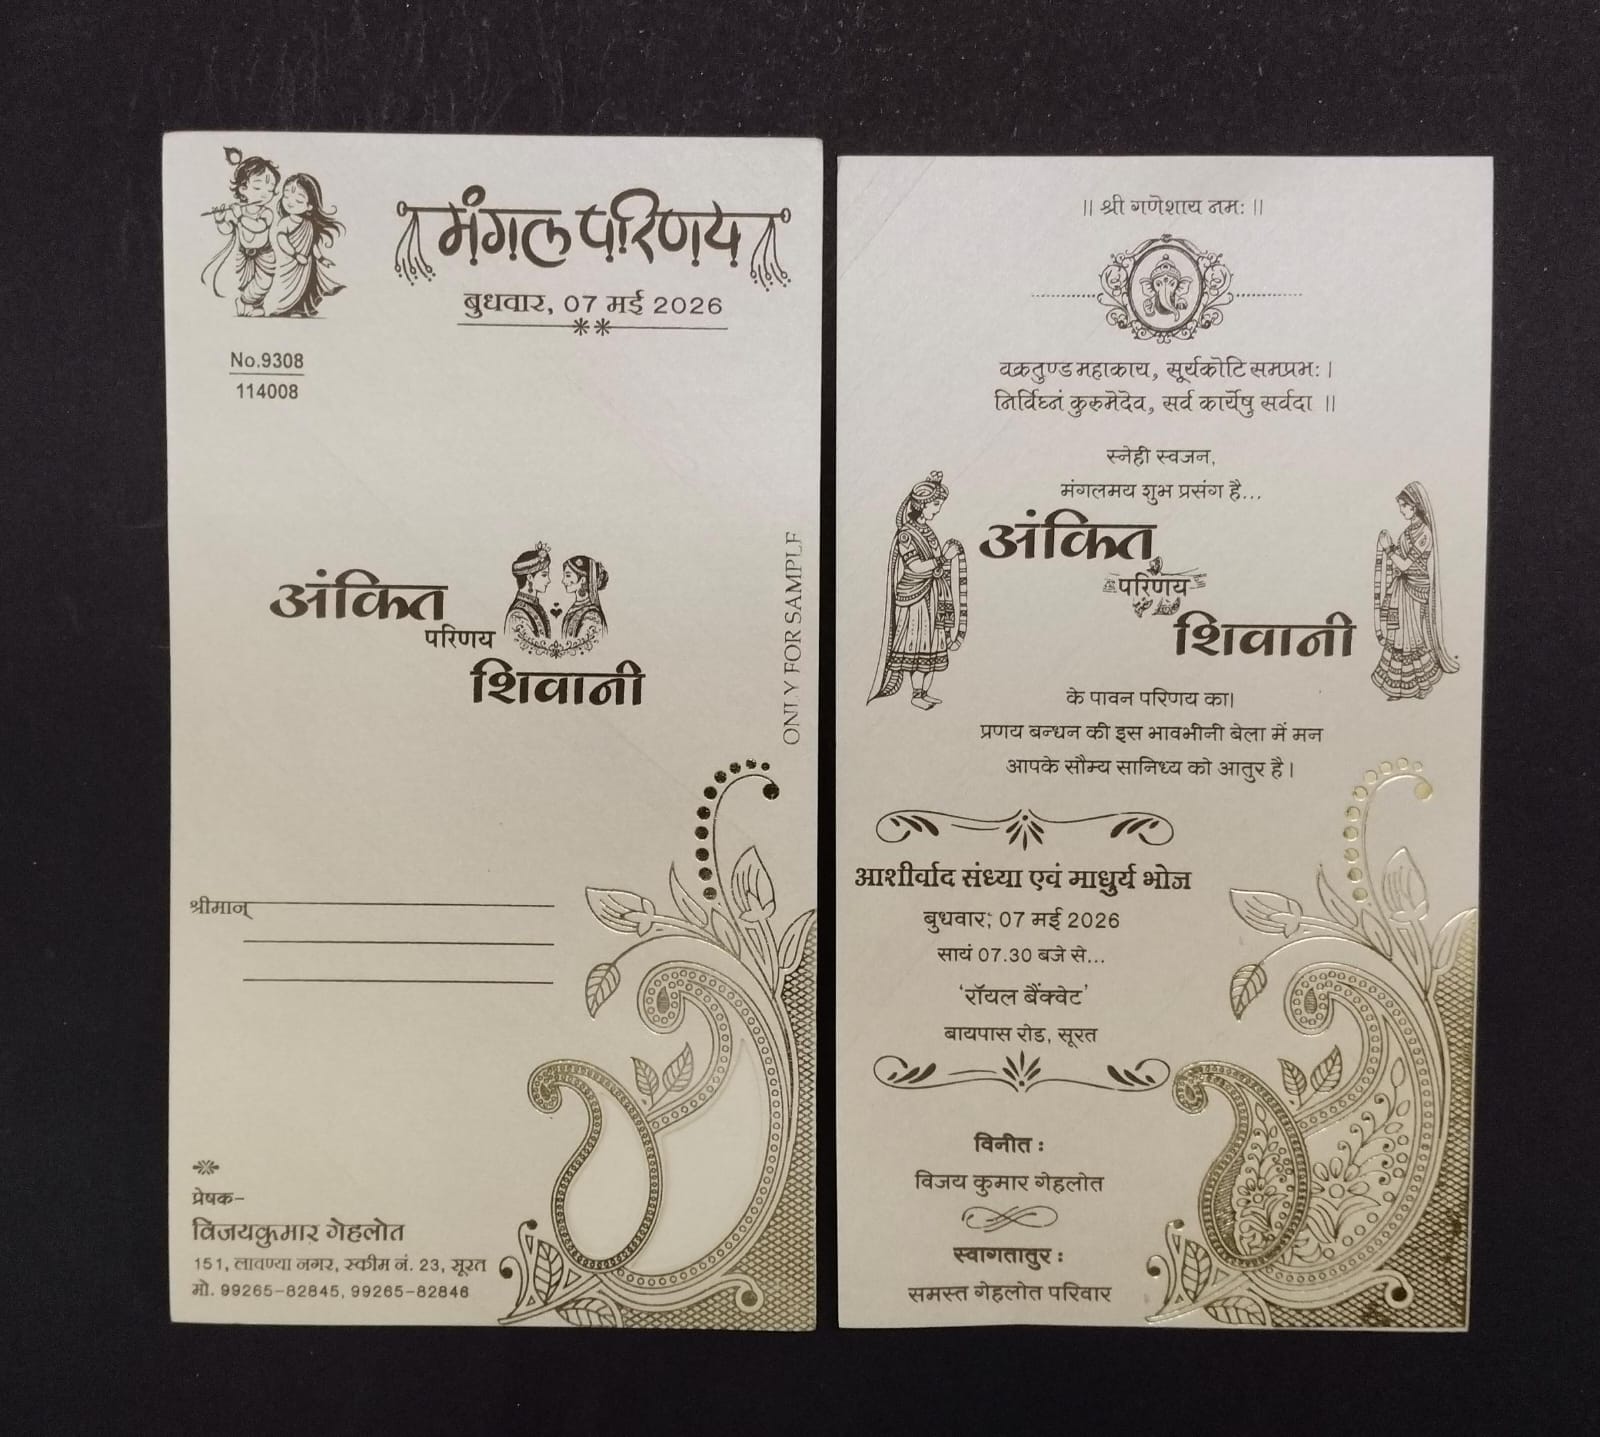 मंगल परिणय
बुधवार, 07 मई 2026
No.9308
114008
अंकित
परिणय
शिवानी
ONLY FOR SAMPLE
श्रीमान्
प्रेषक-
विजयकुमार गेहलोत
151, लावण्या नगर, स्कीम नं. 23, सूरत
मो. 99265-82845, 99265-82846
॥ श्री गणेशाय नमः ॥
वक्रतुण्ड महाकाय, सूर्यकोटि समप्रभः।
निर्विघ्नं कुरुमेदेव, सर्व कार्येषु सर्वदा ॥
स्नेही स्वजन,
मंगलमय शुभ प्रसंग है...
अंकित
परिणय
शिवानी
के पावन परिणय का।
प्रणय बन्धन की इस भावभीनी बेला में मन
आपके सौम्य सानिध्य को आतुर है।
आशीर्वाद संध्या एवं माधुर्य भोज
बुधवार; 07 मई 2026
सायं 07.30 बजे से...
'रॉयल बैंक्वेट'
बायपास रोड, सूरत
विनीत :
विजय कुमार गेहलोत
स्वागतातुर :
समस्त गेहलोत परिवार